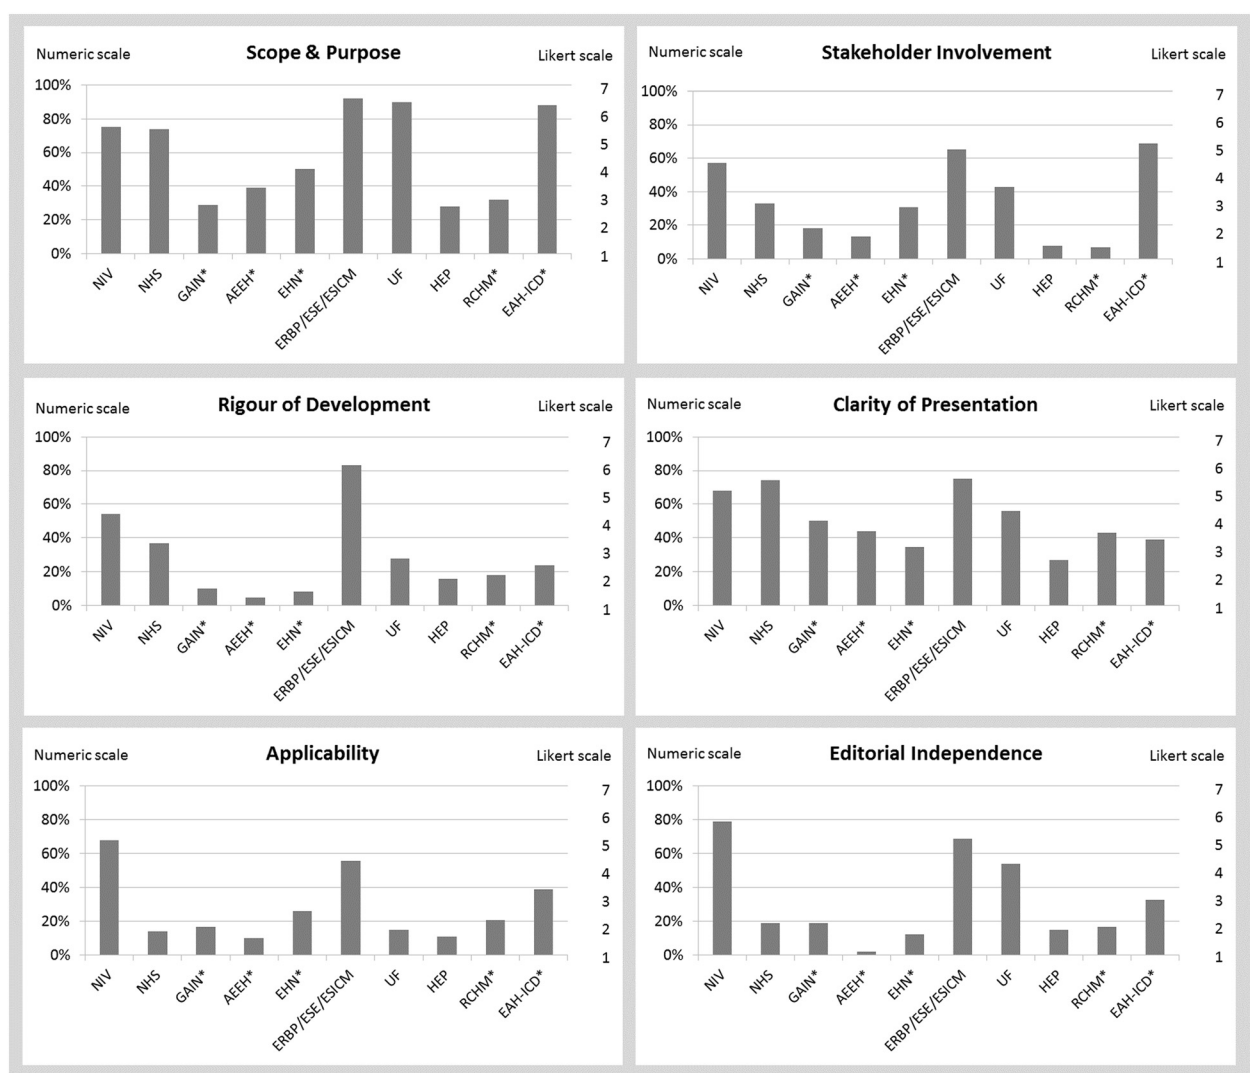 Numeric scale
Scope & Purpose
Likert scale
100%
80%
60%
40%
20%
0%
7
6
5
4
3
2
1
NIV
NHS
GAIN*
AEEH*
EHN*
ERBP/ESE/ESICM
UF
HEP
RCHM*
EAH-ICD*
Numeric scale
Stakeholder Involvement
Likert scale
100%
80%
60%
40%
20%
0%
7
6
5
4
3
2
1
NIV
NHS
GAIN*
AEEH*
EHN*
ERBP/ESE/ESICM
UF
HEP
RCHM*
EAH-ICD*
Numeric scale
Rigour of Development
Likert scale
100%
80%
60%
40%
20%
0%
7
6
5
4
3
2
1
NIV
NHS
GAIN*
AEEH*
EHN*
ERBP/ESE/ESICM
UF
HEP
RCHM*
EAH-ICD*
Numeric scale
Clarity of Presentation
Likert scale
100%
80%
60%
40%
20%
0%
7
6
5
4
3
2
1
NIV
NHS
GAIN*
AEEH*
EHN*
ERBP/ESE/ESICM
UF
HEP
RCHM*
EAH-ICD*
Numeric scale
Applicability
Likert scale
100%
80%
60%
40%
20%
0%
7
6
5
4
3
2
1
NIV
NHS
GAIN*
AEEH*
EHN*
ERBP/ESE/ESICM
UF
HEP
RCHM*
EAH-ICD*
Numeric scale
Editorial Independence
Likert scale
100%
80%
60%
40%
20%
0%
7
6
5
4
3
2
1
NIV
NHS
GAIN*
AEEH*
EHN*
ERBP/ESE/ESICM
UF
HEP
RCHM*
EAH-ICD*